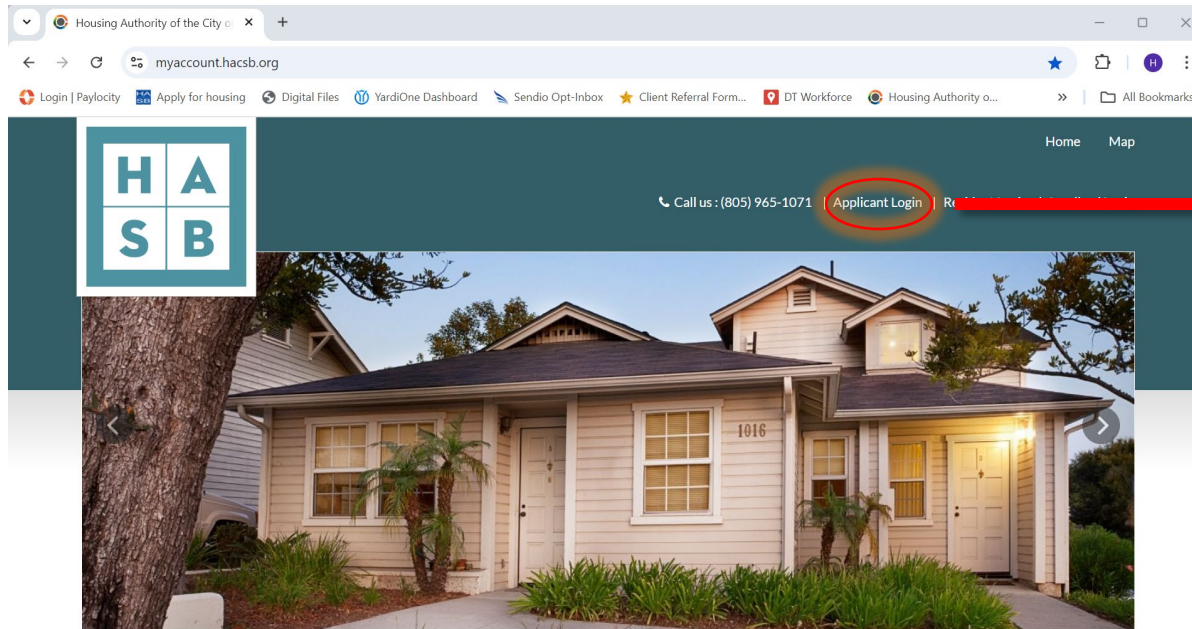 Housing Authority of the City o
myaccount.hacsb.org
Login | Paylocity Apply for housing Digital Files YardiOne Dashboard Sendio Opt-Inbox Client Referral Form... DT Workforce Housing Authority o... » All Bookmarks
Home Map
H A
S B
Call us : (805) 965-1071 | Applicant Login |
1016